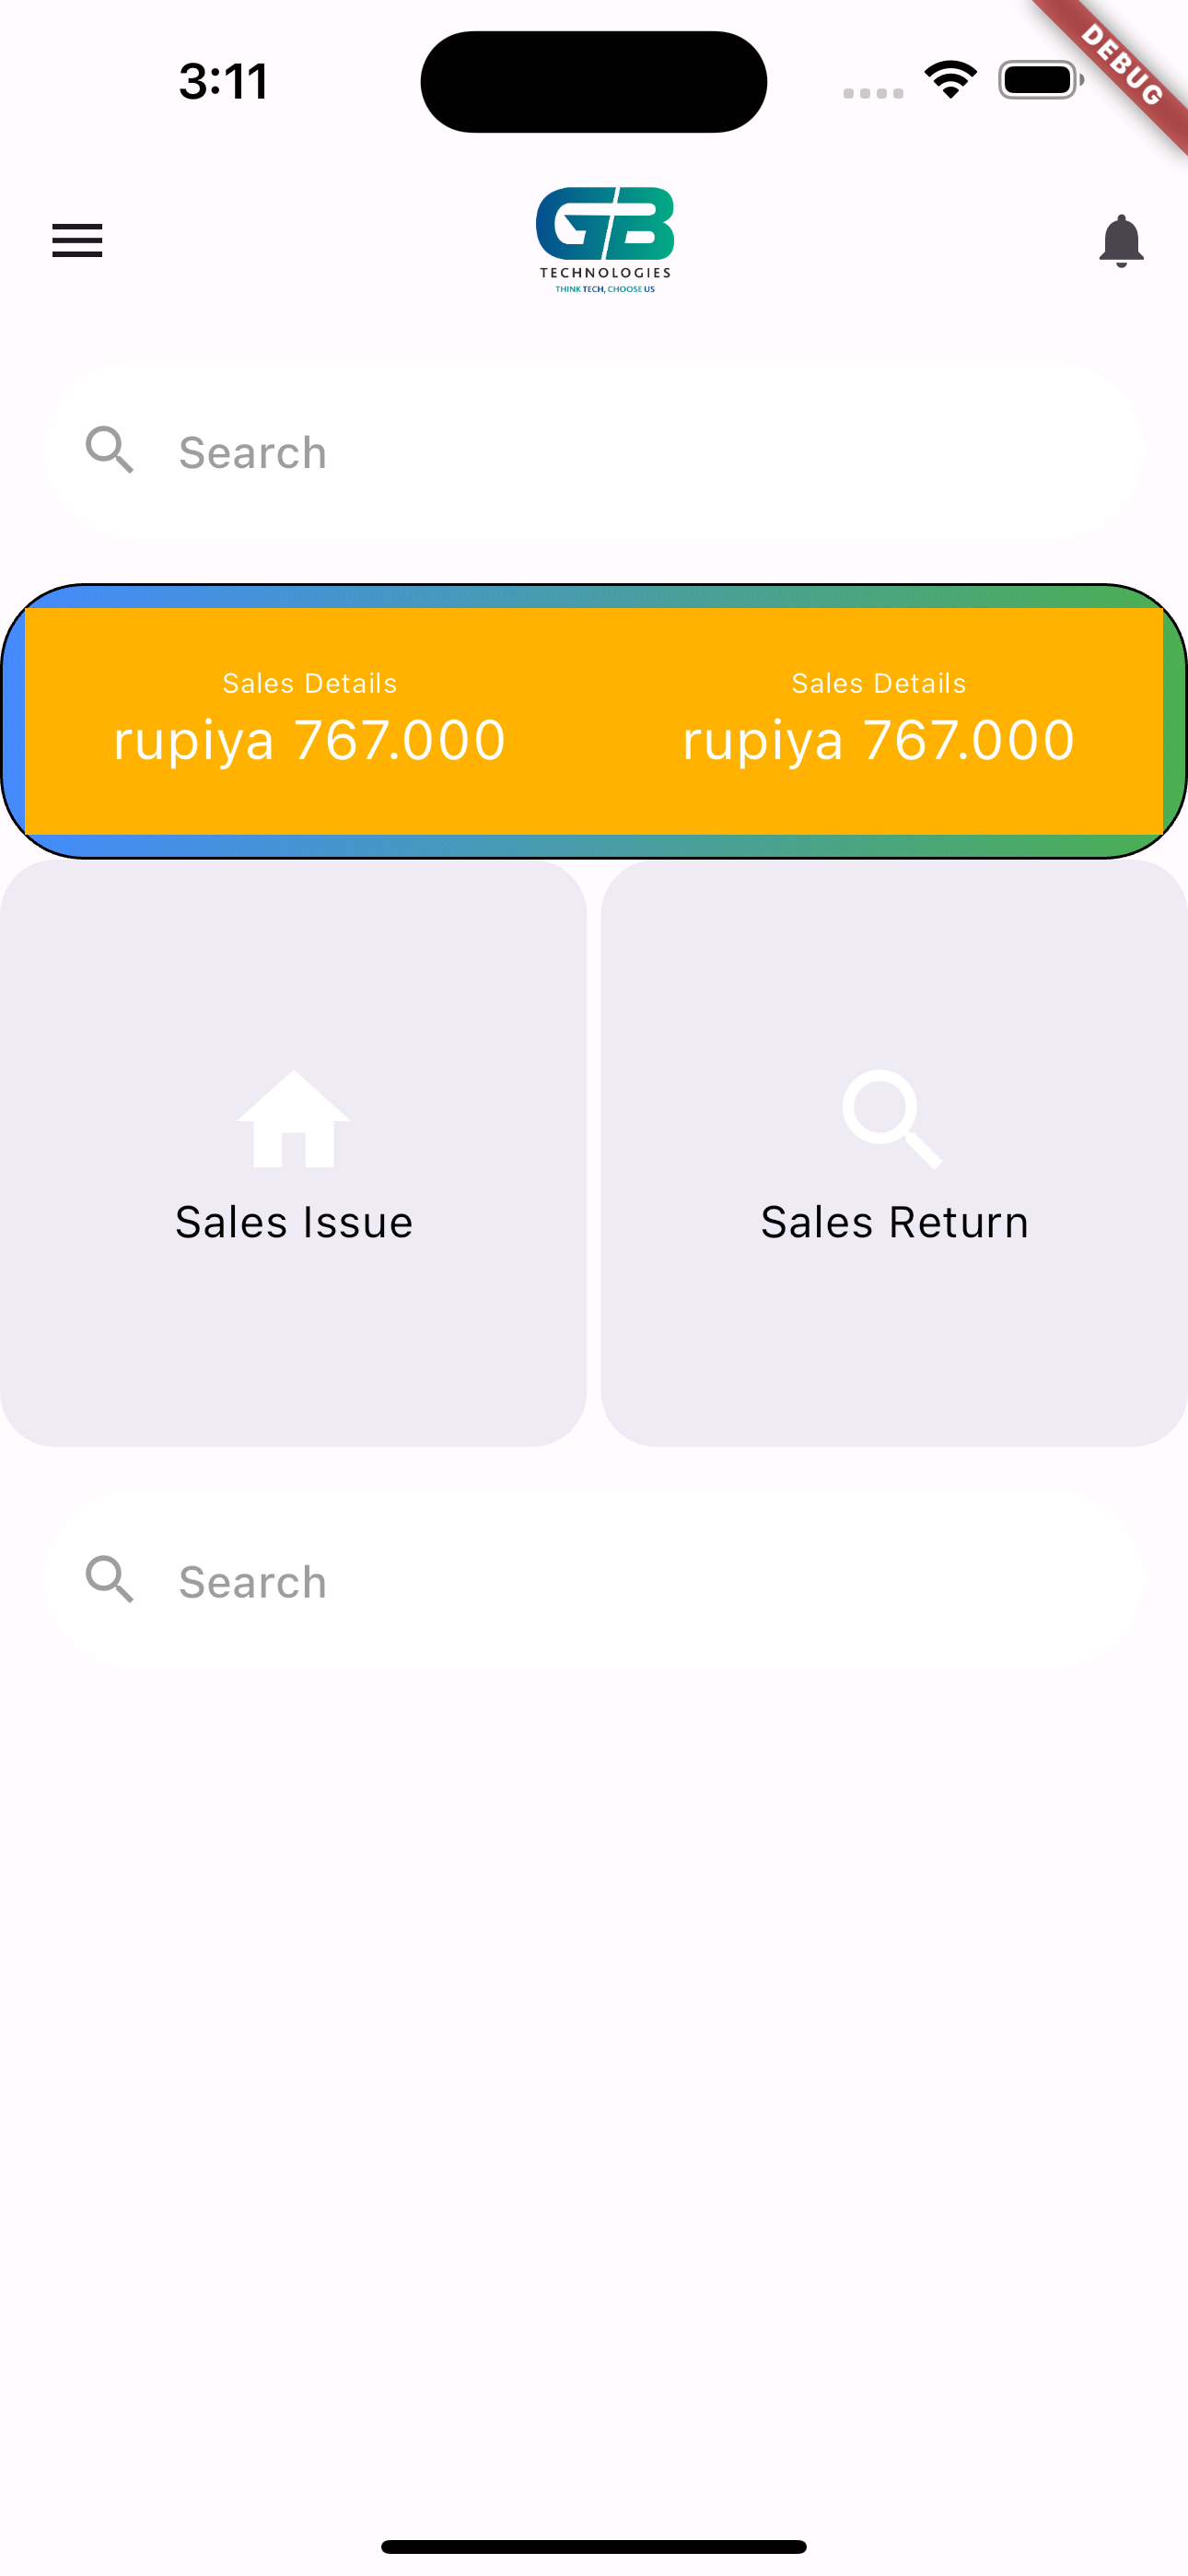 3:11
DEBUG
GB
TECHNOLOGIES
THINK TECH, CHOOSE US
Search
Sales Details Sales Details
rupiya 767.000 rupiya 767.000
Sales Issue Sales Return
Search